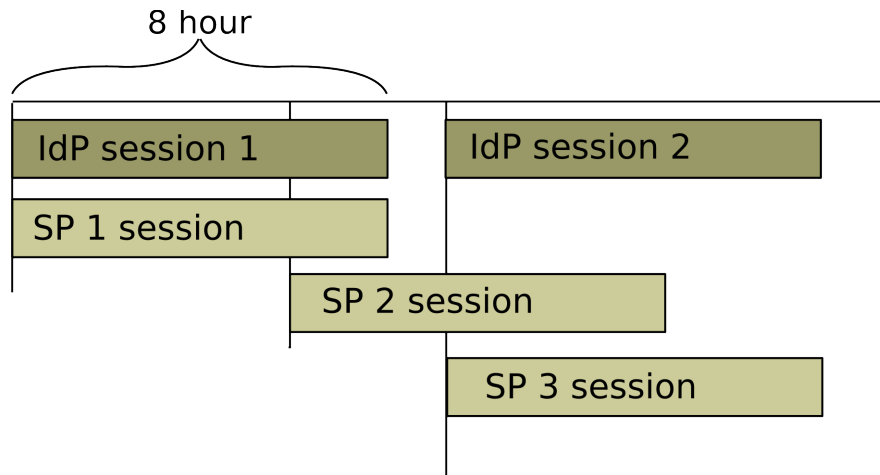 8 hour
IdP session 1
IdP session 2
SP 1 session
SP 2 session
SP 3 session